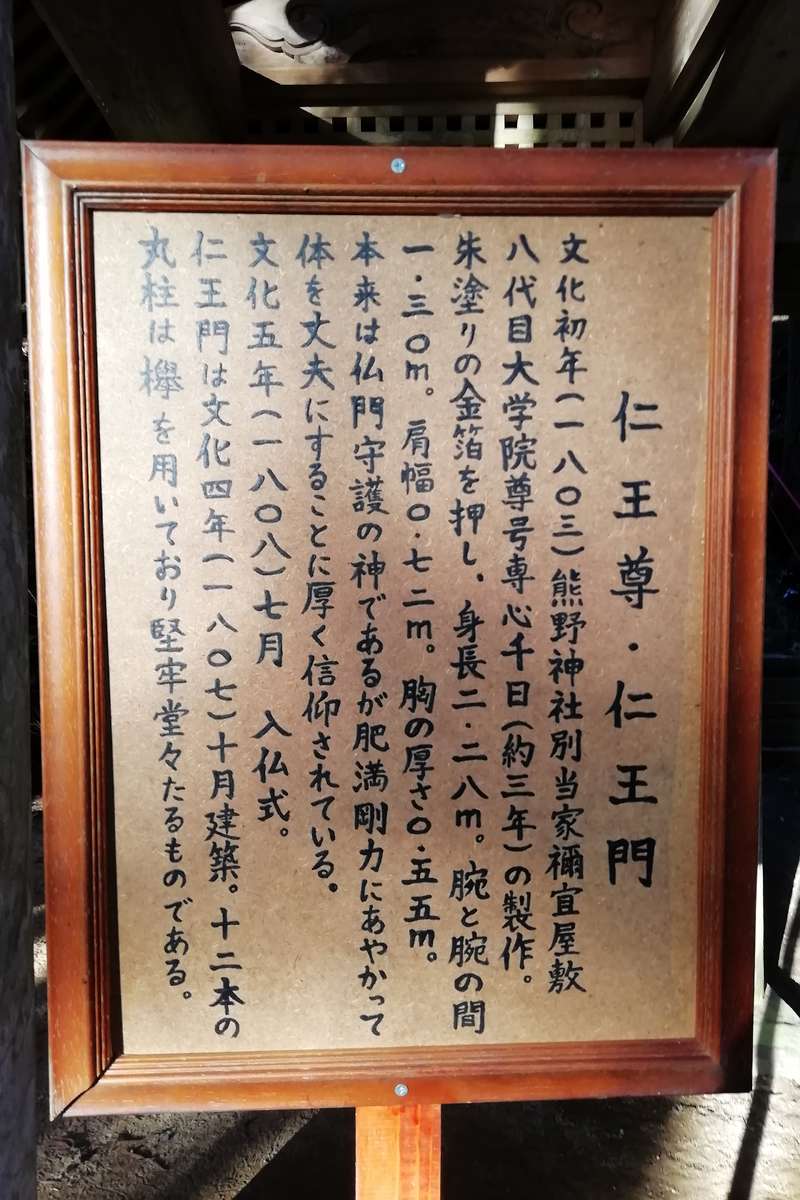 仁王尊・仁王門
文化初年(一八〇三)熊野神社別当家禰宜屋敷
八代目大学院尊号専心千日(約三年)の製作。
朱塗りの金箔を押し、身長二・二八m。腕と腕の間
一・三〇m。肩幅〇・七二m。胸の厚さ〇・五五m。
本来は仏門守護の神であるが肥満剛力にあやかって
体を丈夫にすることに厚く信仰されている。
文化五年(一八〇八)七月 入仏式。
仁王門は文化四年(一八〇七)十月建築。十二本の
丸柱は欅を用いており堅牢堂々たるものである。